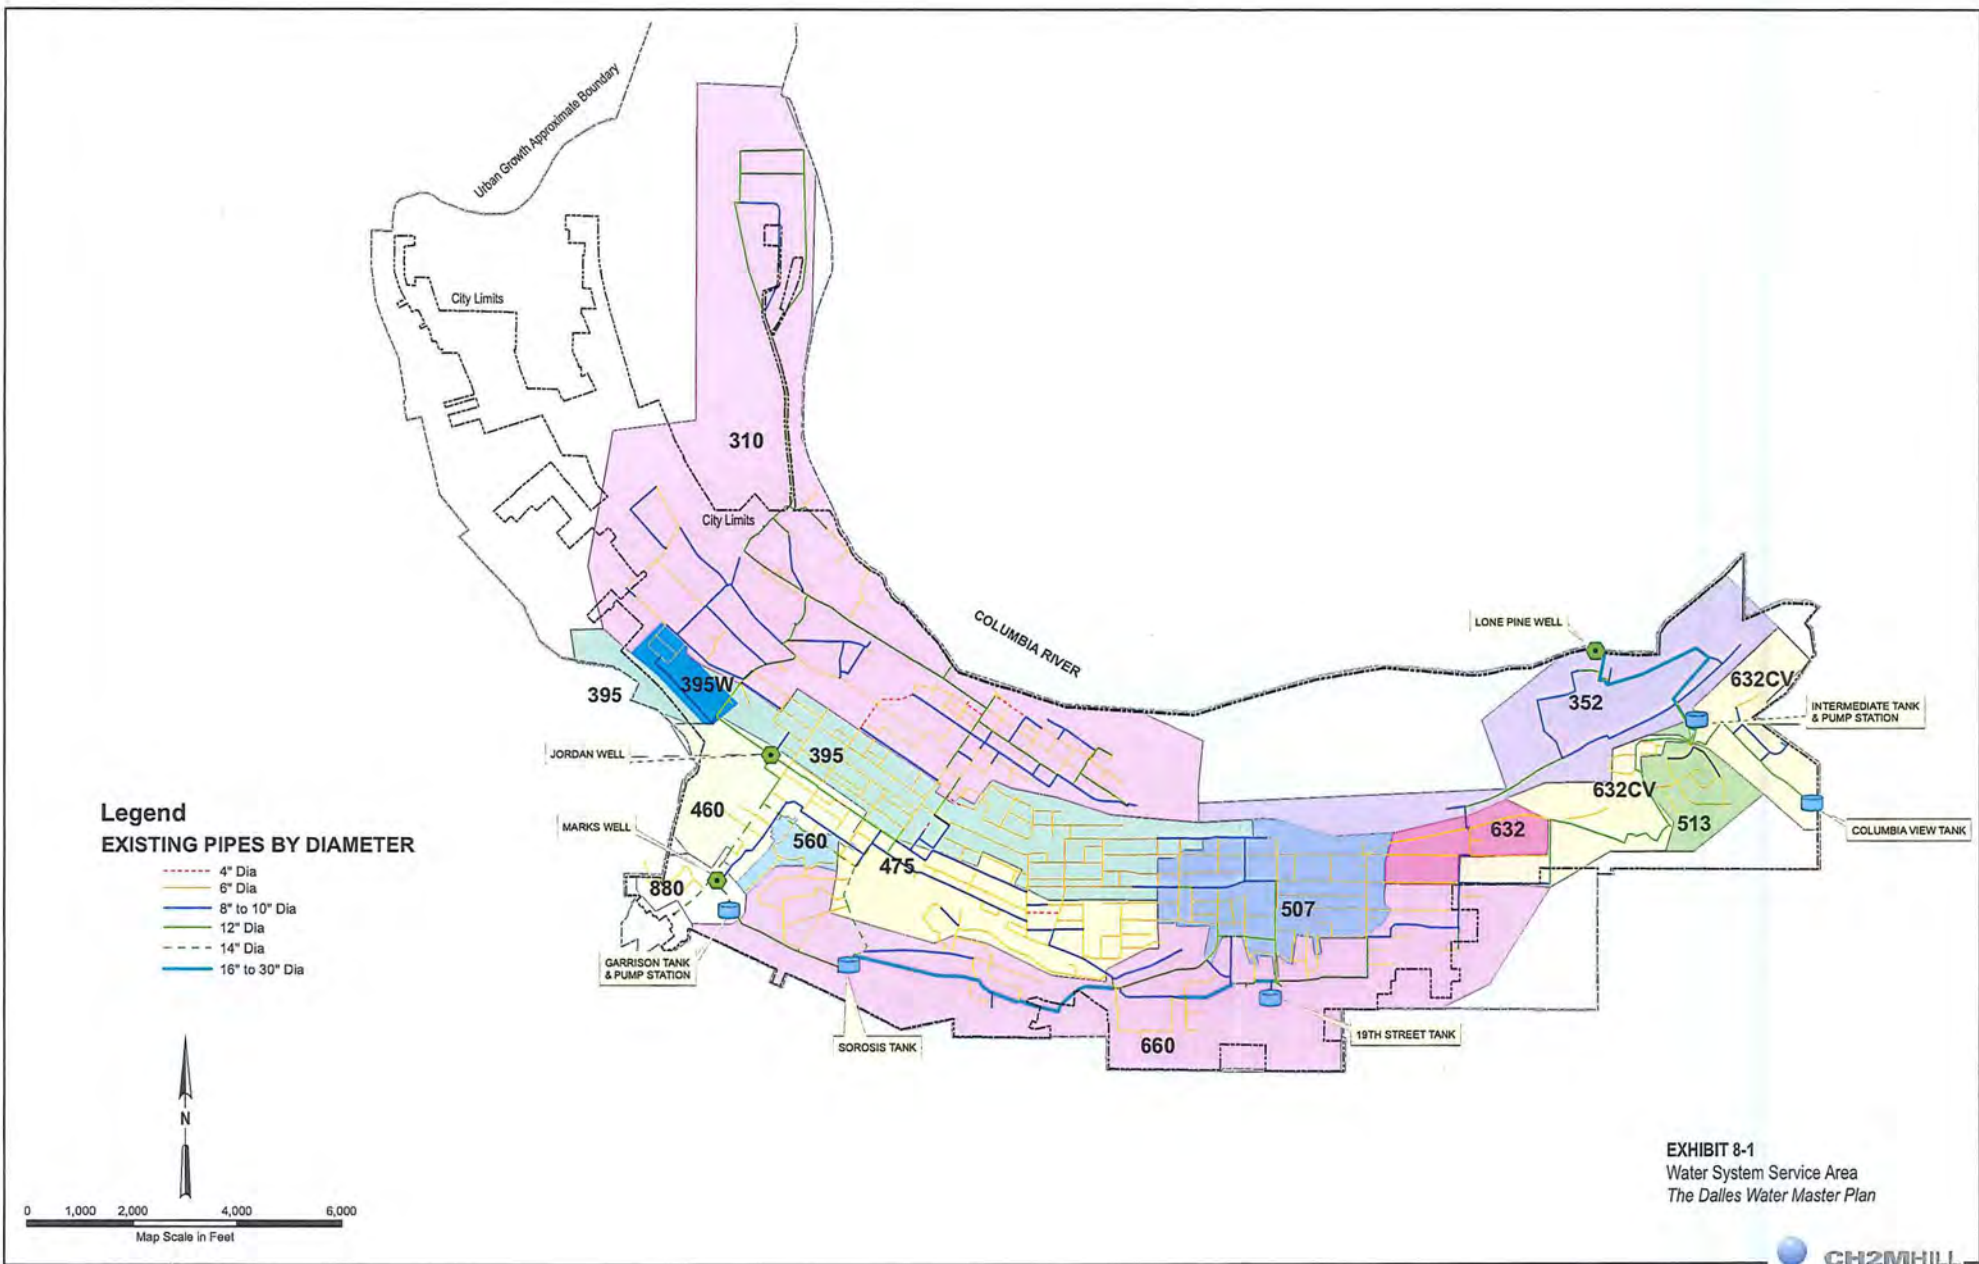 Urban Growth Approximate Boundary
City Limits
310
City Limits
COLUMBIA RIVER
LONE PINE WELL
395
395W
352
632CV
INTERMEDIATE TANK
& PUMP STATION
JORDAN WELL
395
632CV
460
513
COLUMBIA VIEW TANK
MARKS WELL
560
632
475
880
507
GARRISON TANK
& PUMP STATION
SOROSIS TANK
660
19TH STREET TANK
Legend
EXISTING PIPES BY DIAMETER
4" Dia
6" Dia
8" to 10" Dia
12" Dia
14" Dia
16" to 30" Dia
N
0 1,000 2,000 4,000 6,000
Map Scale in Feet
EXHIBIT 8-1
Water System Service Area
The Dalles Water Master Plan
CH2MHILL